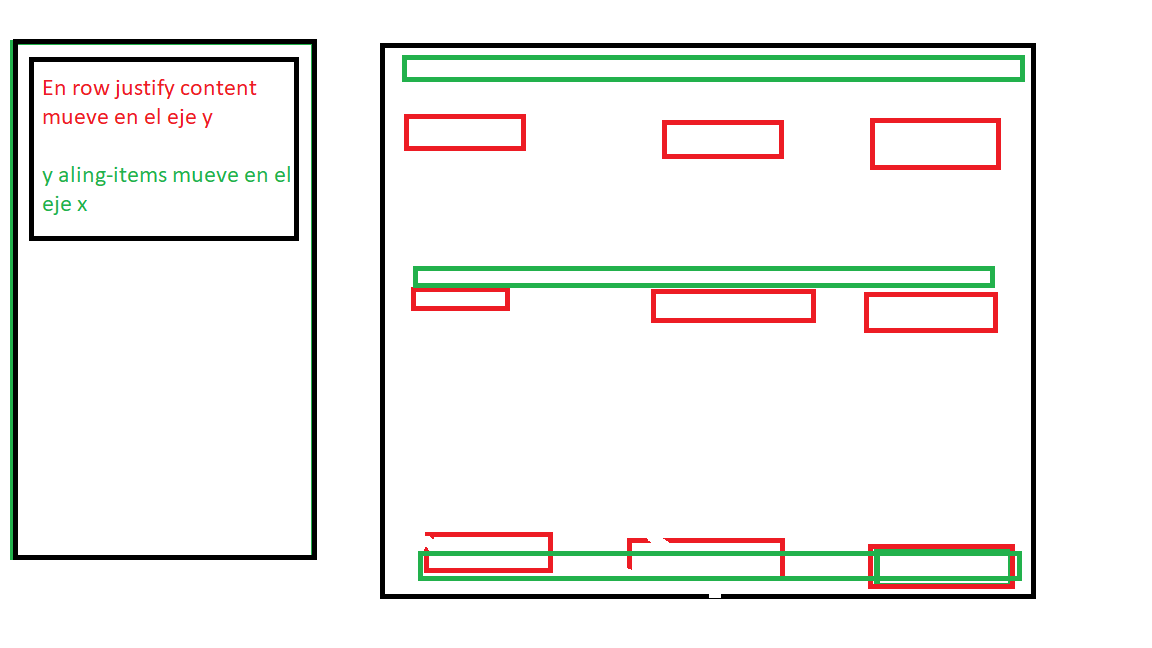 En row justify content
mueve en el eje y
y aling-items mueve en el
eje x